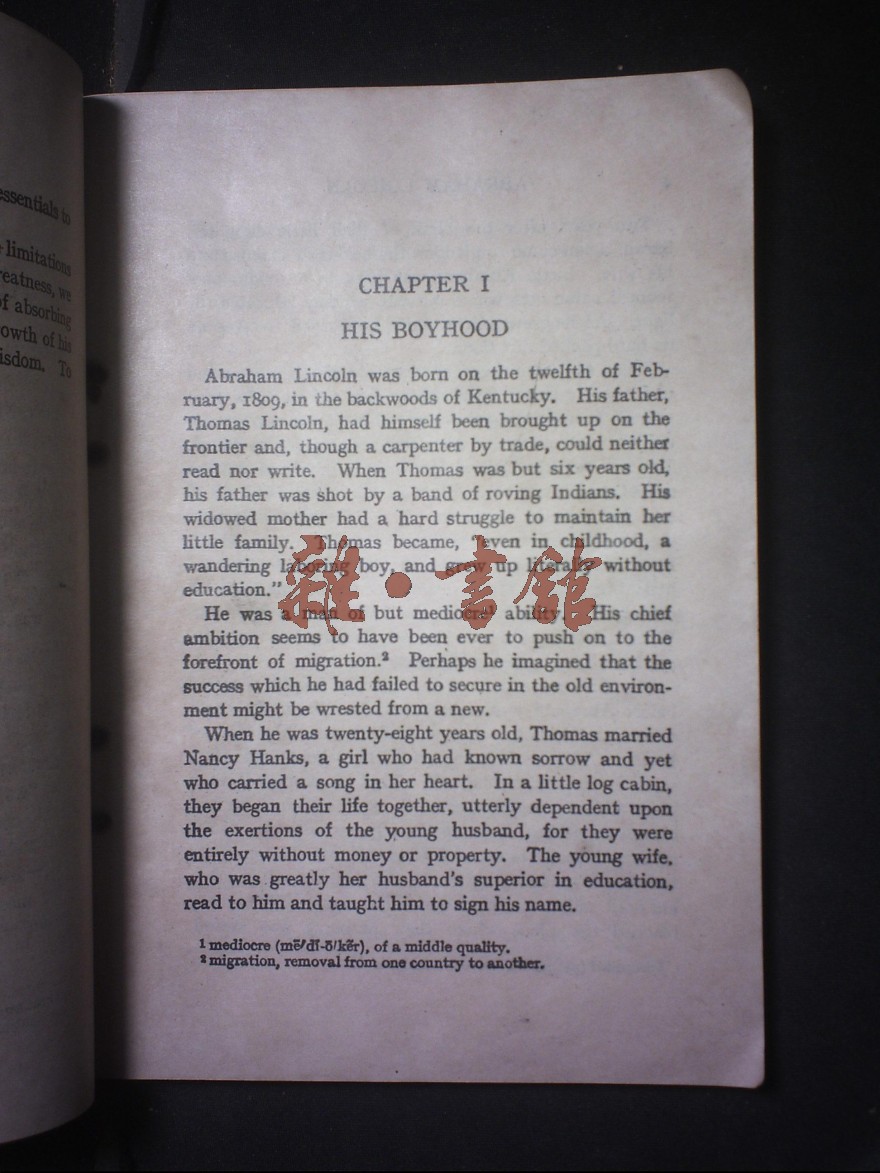 essentials to
limitations
reatness, we
of absorbing
owth of his
isdom. To
CHAPTER I
HIS BOYHOOD
Abraham Lincoln was born on the twelfth of Feb-
ruary, 1809, in the backwoods of Kentucky. His father,
Thomas Lincoln, had himself been brought up on the
frontier and, though a carpenter by trade, could neither
read nor write. When Thomas was but six years old,
his father was shot by a band of roving Indians. His
widowed mother had a hard struggle to maintain her
little family. Thomas became, "even in childhood, a
wandering laboring boy, and grew up literally without
education."
He was a man of but mediocre¹ ability. His chief
ambition seems to have been ever to push on to the
forefront of migration.² Perhaps he imagined that the
success which he had failed to secure in the old environ-
ment might be wrested from a new.
When he was twenty-eight years old, Thomas married
Nancy Hanks, a girl who had known sorrow and yet
who carried a song in her heart. In a little log cabin,
they began their life together, utterly dependent upon
the exertions of the young husband, for they were
entirely without money or property. The young wife,
who was greatly her husband's superior in education,
read to him and taught him to sign his name.
¹ mediocre (mē′dĭ-ō′kẽr), of a middle quality.
² migration, removal from one country to another.
雜·書館